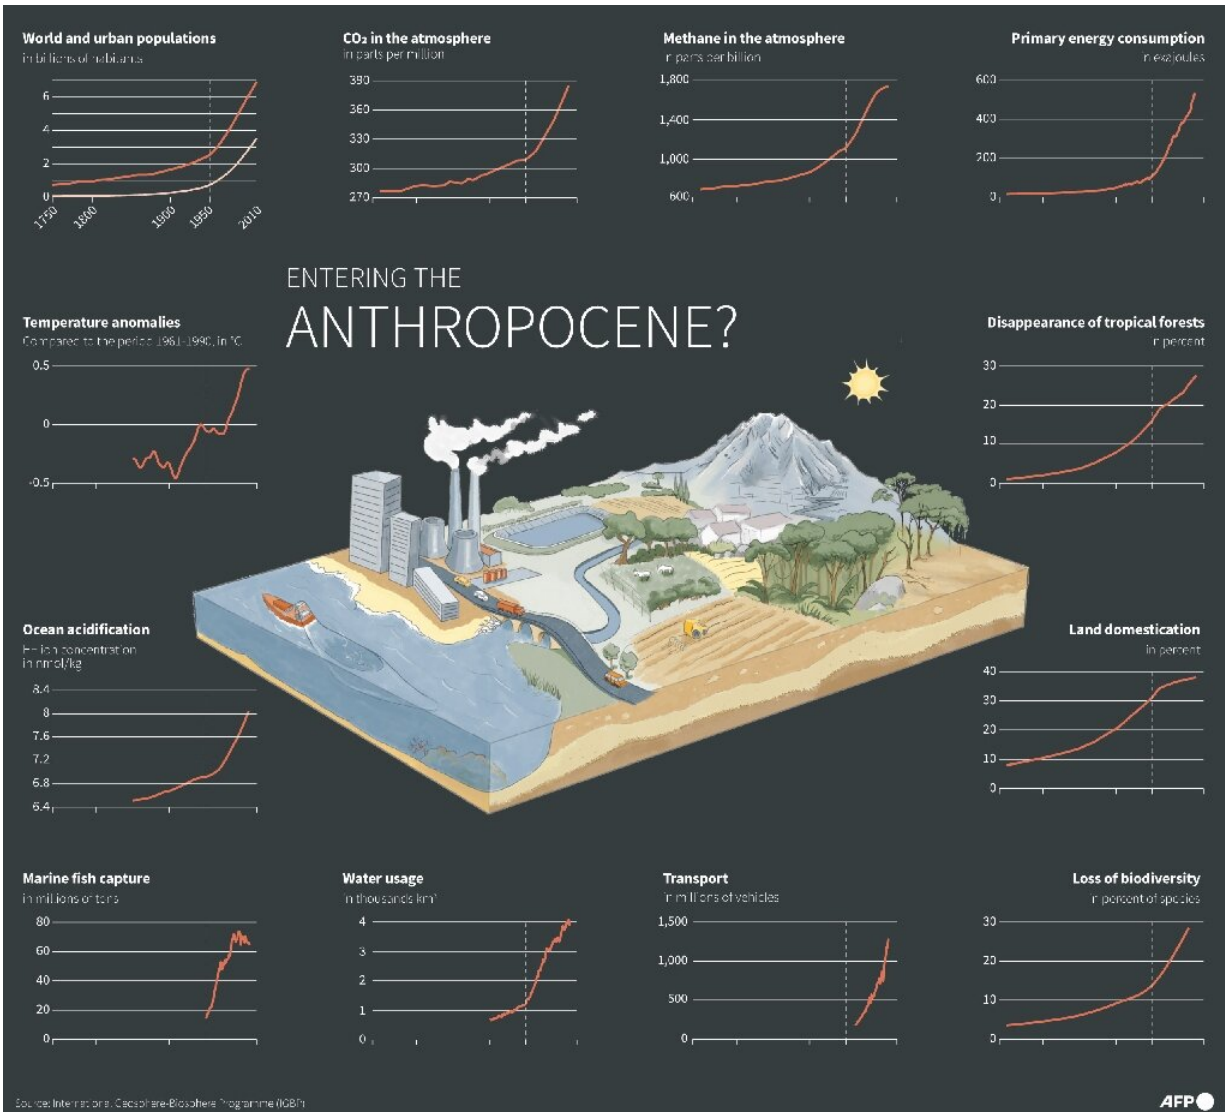 World and urban populations
in billions of habitants
6
4
2
0
1750
1800
1900
1950
2010
CO₂ in the atmosphere
in parts per million
390
360
330
300
270
Methane in the atmosphere
in parts per billion
1,800
1,400
1,000
600
Primary energy consumption
in exajoules
600
400
200
0
ENTERING THE
ANTHROPOCENE?
Temperature anomalies
Compared to the period 1961-1990, in °C
0.5
0
-0.5
Disappearance of tropical forests
in percent
30
20
10
0
Ocean acidification
H+ ion concentration
in nmol/kg
8.4
8
7.6
7.2
6.8
6.4
Land domestication
in percent
40
30
20
10
0
Marine fish capture
in millions of tons
80
60
40
20
0
Water usage
in thousands km³
4
3
2
1
0
Transport
in millions of vehicles
1,500
1,000
500
0
Loss of biodiversity
in percent of species
30
20
10
0
Source: International Geosphere-Biosphere Programme (IGBP)
AFP